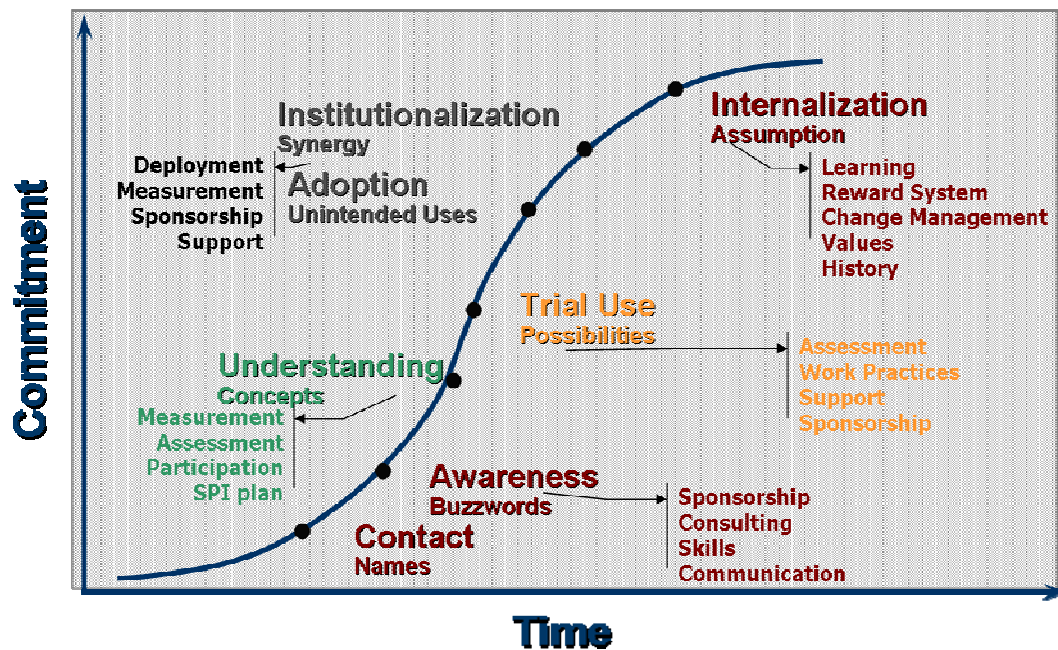 Commitment
Institutionalization
Synergy
Deployment
Measurement
Sponsorship
Support
Adoption
Unintended Uses
Internalization
Assumption
Learning
Reward System
Change Management
Values
History
Trial Use
Possibilities
Assessment
Work Practices
Support
Sponsorship
Understanding
Concepts
Measurement
Assessment
Participation
SPI plan
Awareness
Buzzwords
Sponsorship
Consulting
Skills
Communication
Contact
Names
Time